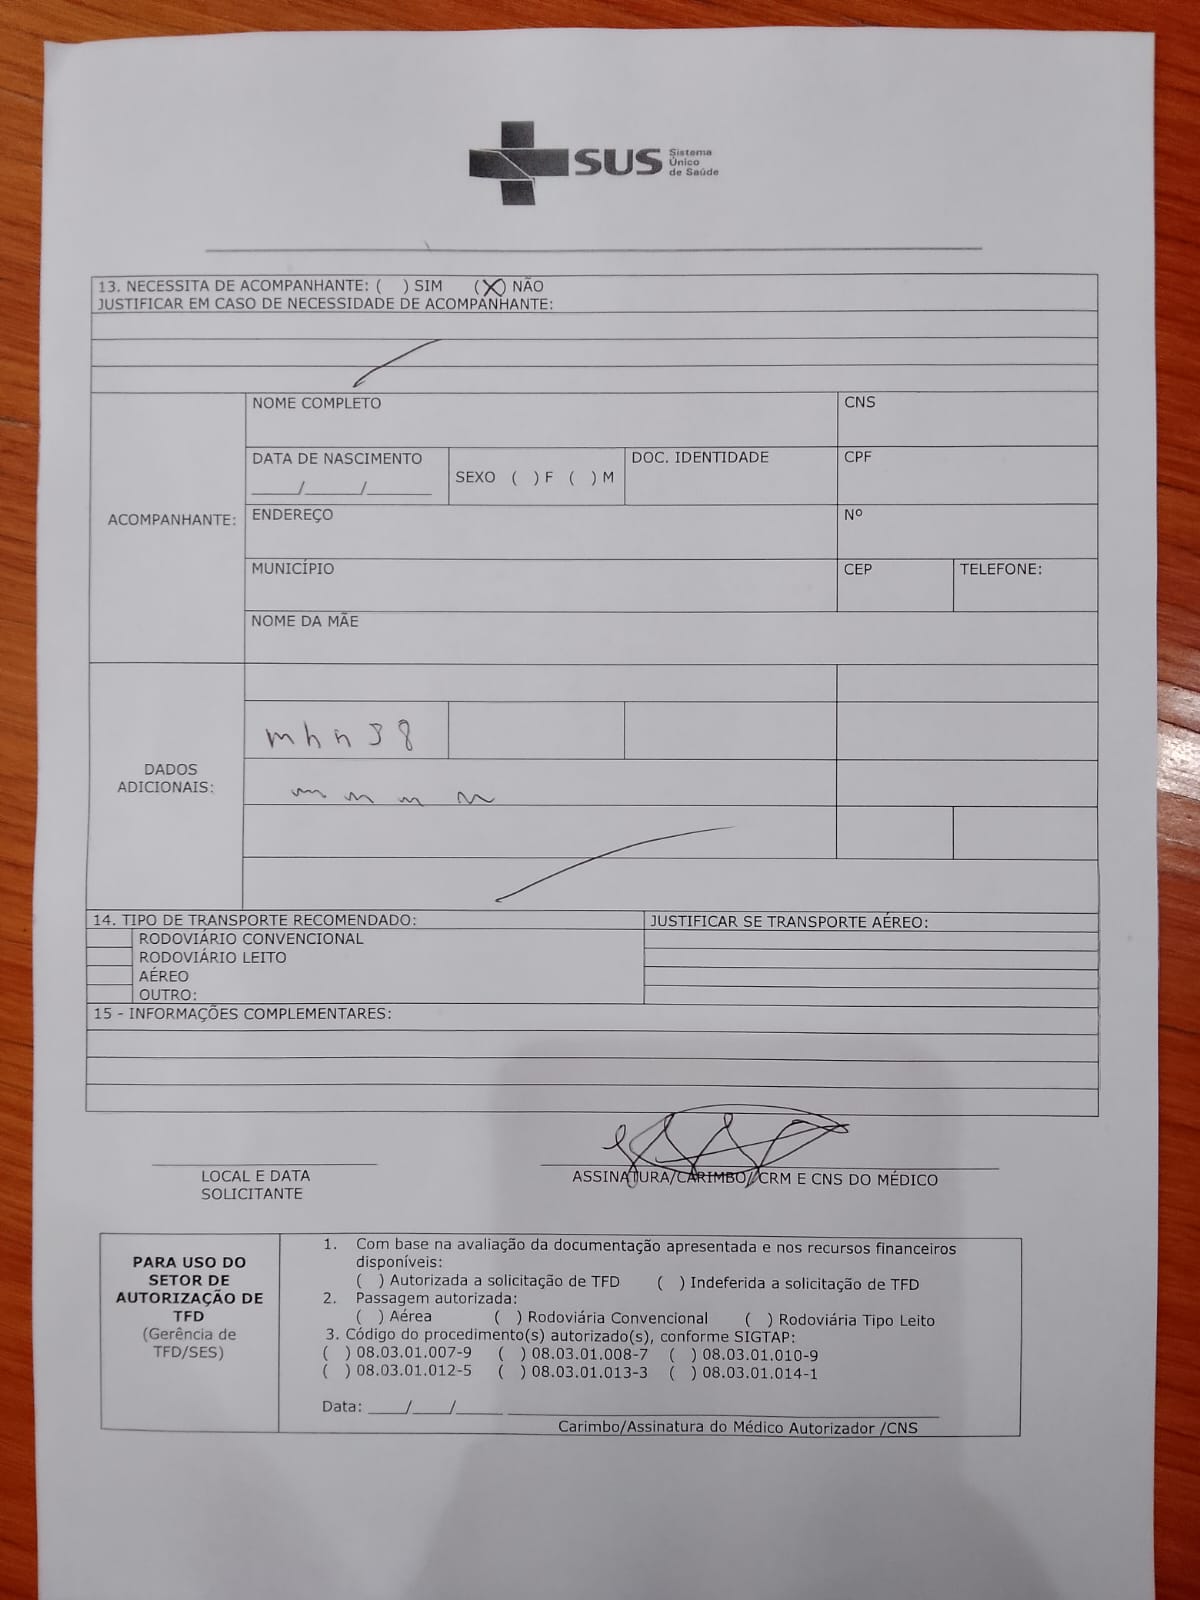 SUS Sistema
Único
de Saúde
13. NECESSITA DE ACOMPANHANTE: (   ) SIM   (X) NÃO
JUSTIFICAR EM CASO DE NECESSIDADE DE ACOMPANHANTE:
ACOMPANHANTE:
NOME COMPLETO
CNS
DATA DE NASCIMENTO
____/____/______
SEXO (  ) F (  ) M
DOC. IDENTIDADE
CPF
ENDEREÇO
Nº
MUNICÍPIO
CEP
TELEFONE:
NOME DA MÃE
DADOS
ADICIONAIS:
14. TIPO DE TRANSPORTE RECOMENDADO:
RODOVIÁRIO CONVENCIONAL
RODOVIÁRIO LEITO
AÉREO
OUTRO:
JUSTIFICAR SE TRANSPORTE AÉREO:
15 - INFORMAÇÕES COMPLEMENTARES:
LOCAL E DATA
SOLICITANTE
ASSINATURA/CARIMBO/ CRM E CNS DO MÉDICO
PARA USO DO
SETOR DE
AUTORIZAÇÃO DE
TFD
(Gerência de
TFD/SES)
1. Com base na avaliação da documentação apresentada e nos recursos financeiros
disponíveis:
(  ) Autorizada a solicitação de TFD   (  ) Indeferida a solicitação de TFD
2. Passagem autorizada:
(  ) Aérea   (  ) Rodoviária Convencional   (  ) Rodoviária Tipo Leito
3. Código do procedimento(s) autorizado(s), conforme SIGTAP:
(  ) 08.03.01.007-9   (  ) 08.03.01.008-7   (  ) 08.03.01.010-9
(  ) 08.03.01.012-5   (  ) 08.03.01.013-3   (  ) 08.03.01.014-1
Data: ____/____/_____
Carimbo/Assinatura do Médico Autorizador /CNS